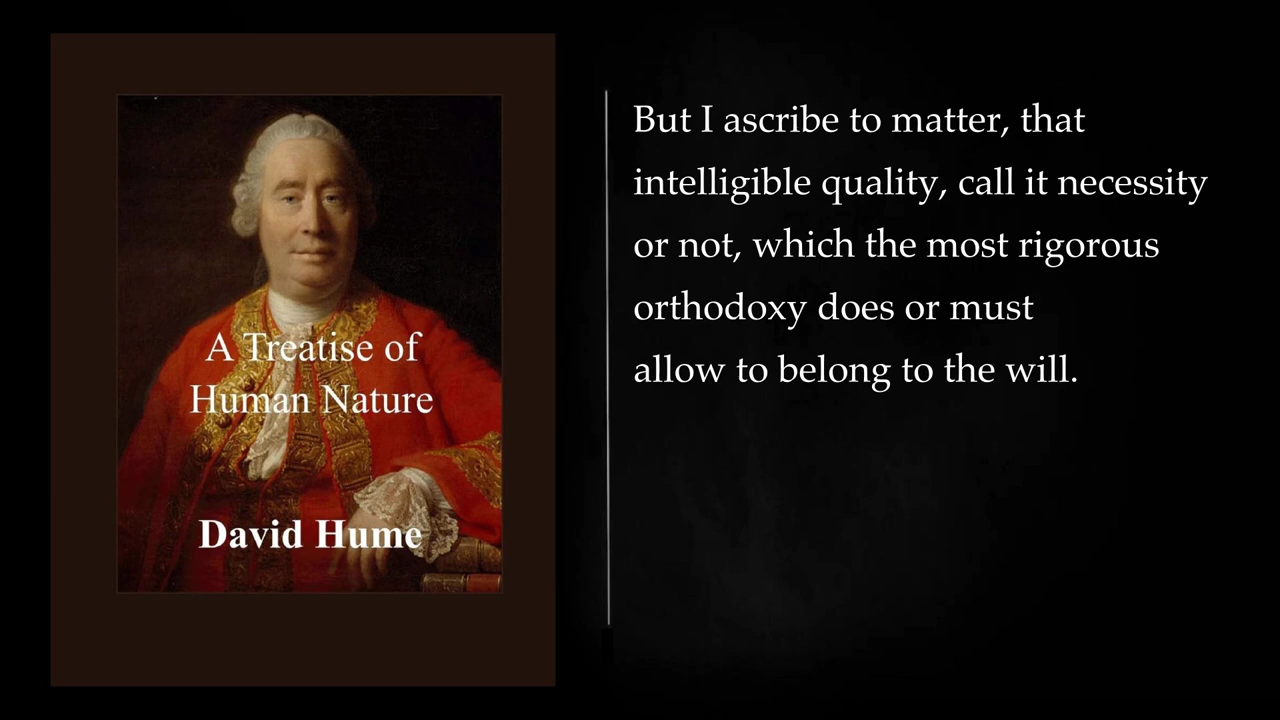 A Treatise of
Human Nature
David Hume
But I ascribe to matter, that
intelligible quality, call it necessity
or not, which the most rigorous
orthodoxy does or must
allow to belong to the will.